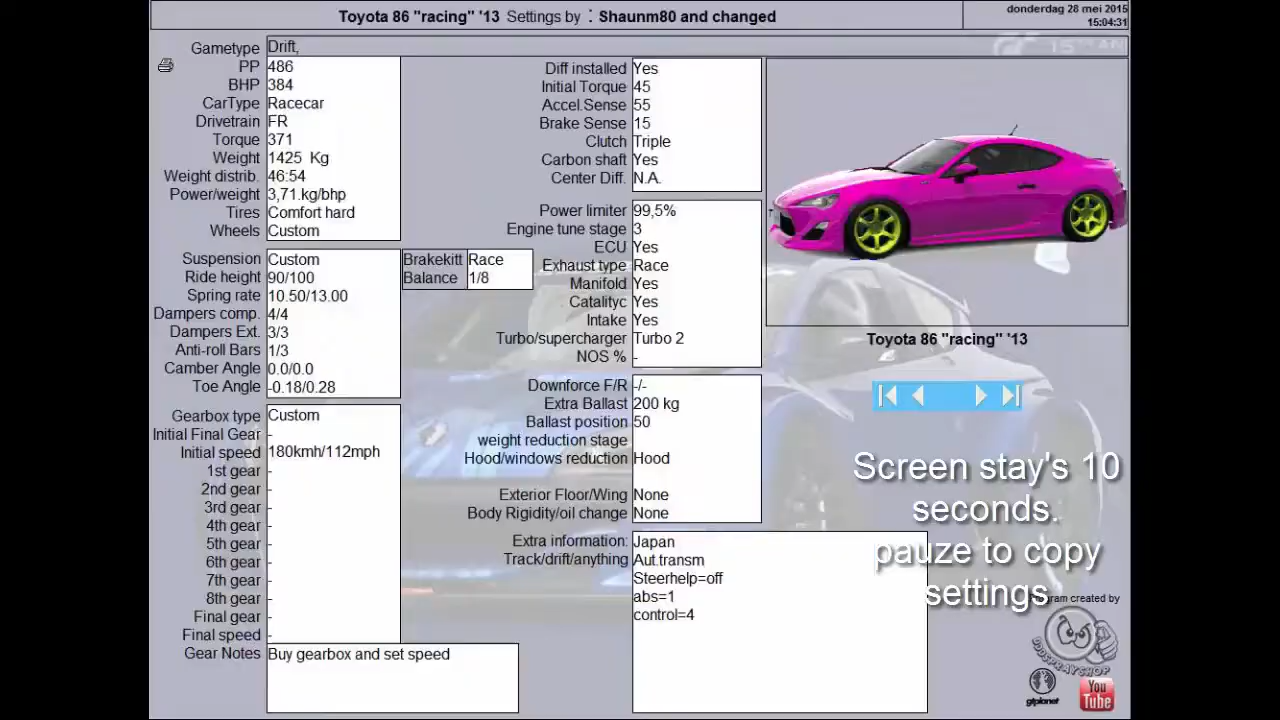 Toyota 86 "racing" '13 Settings by : Shaunm80 and changed
donderdag 28 mei 2015
15:04:31
Gametype Drift,
PP 486
BHP 384
CarType Racecar
Drivetrain FR
Torque 371
Weight 1425 Kg
Weight distrib. 46:54
Power/weight 3,71.kg/bhp
Tires Comfort hard
Wheels Custom
Suspension Custom
Ride height 90/100
Spring rate 10.50/13.00
Dampers comp. 4/4
Dampers Ext. 3/3
Anti-roll Bars 1/3
Camber Angle 0.0/0.0
Toe Angle -0.18/0.28
Brakekitt Race
Balance 1/8
Gearbox type Custom
Initial Final Gear -
Initial speed 180kmh/112mph
1st gear -
2nd gear -
3rd gear -
4th gear -
5th gear -
6th gear -
7th gear -
8th gear -
Final gear -
Final speed -
Gear Notes Buy gearbox and set speed
Diff installed Yes
Initial Torque 45
Accel.Sense 55
Brake Sense 15
Clutch Triple
Carbon shaft Yes
Center Diff. N.A.
Power limiter 99,5%
Engine tune stage 3
ECU Yes
Exhaust type Race
Manifold Yes
Catalityc Yes
Intake Yes
Turbo/supercharger Turbo 2
NOS % -
Downforce F/R -/-
Extra Ballast 200 kg
Ballast position 50
weight reduction stage
Hood/windows reduction Hood
Exterior Floor/Wing None
Body Rigidity/oil change None
Extra information: Japan
Track/drift/anything Aut.transm
Steerhelp=off
abs=1
control=4
Toyota 86 "racing" '13
Screen stay's 10
seconds.
pauze to copy
settings
created by
ODDSPRAYSHOP
gtplanet
You
Tube